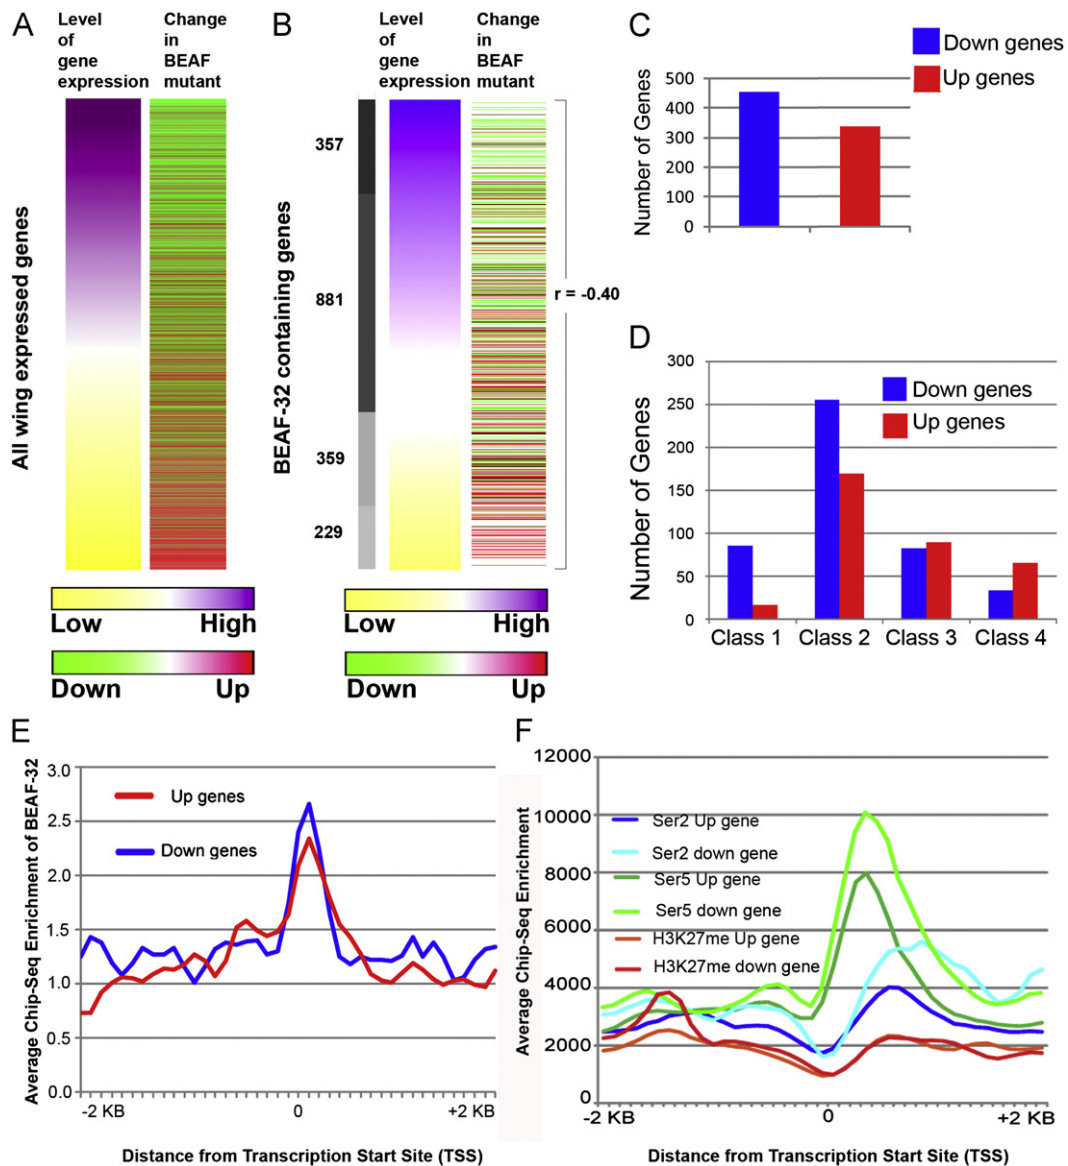 A
Level
of
gene
expression
Change
in
BEAF
mutant
All wing expressed genes
Low High
Down Up
B
Level
of
gene
expression
Change
in
BEAF
mutant
BEAF-32 containing genes
357
881
359
229
r = -0.40
Low High
Down Up
C
Down genes
Up genes
Number of Genes
500
400
300
200
100
0
D
Number of Genes
300
250
200
150
100
50
0
Down genes
Up genes
Class 1 Class 2 Class 3 Class 4
E
Average Chip-Seq Enrichment of BEAF-32
3.0
2.5
2.0
1.5
1.0
0.5
0.0
Up genes
Down genes
-2 KB 0 +2 KB
Distance from Transcription Start Site (TSS)
F
Average Chip-Seq Enrichment
12000
10000
8000
6000
4000
2000
0
Ser2 Up gene
Ser2 down gene
Ser5 Up gene
Ser5 down gene
H3K27me Up gene
H3K27me down gene
-2 KB 0 +2 KB
Distance from Transcription Start Site (TSS)